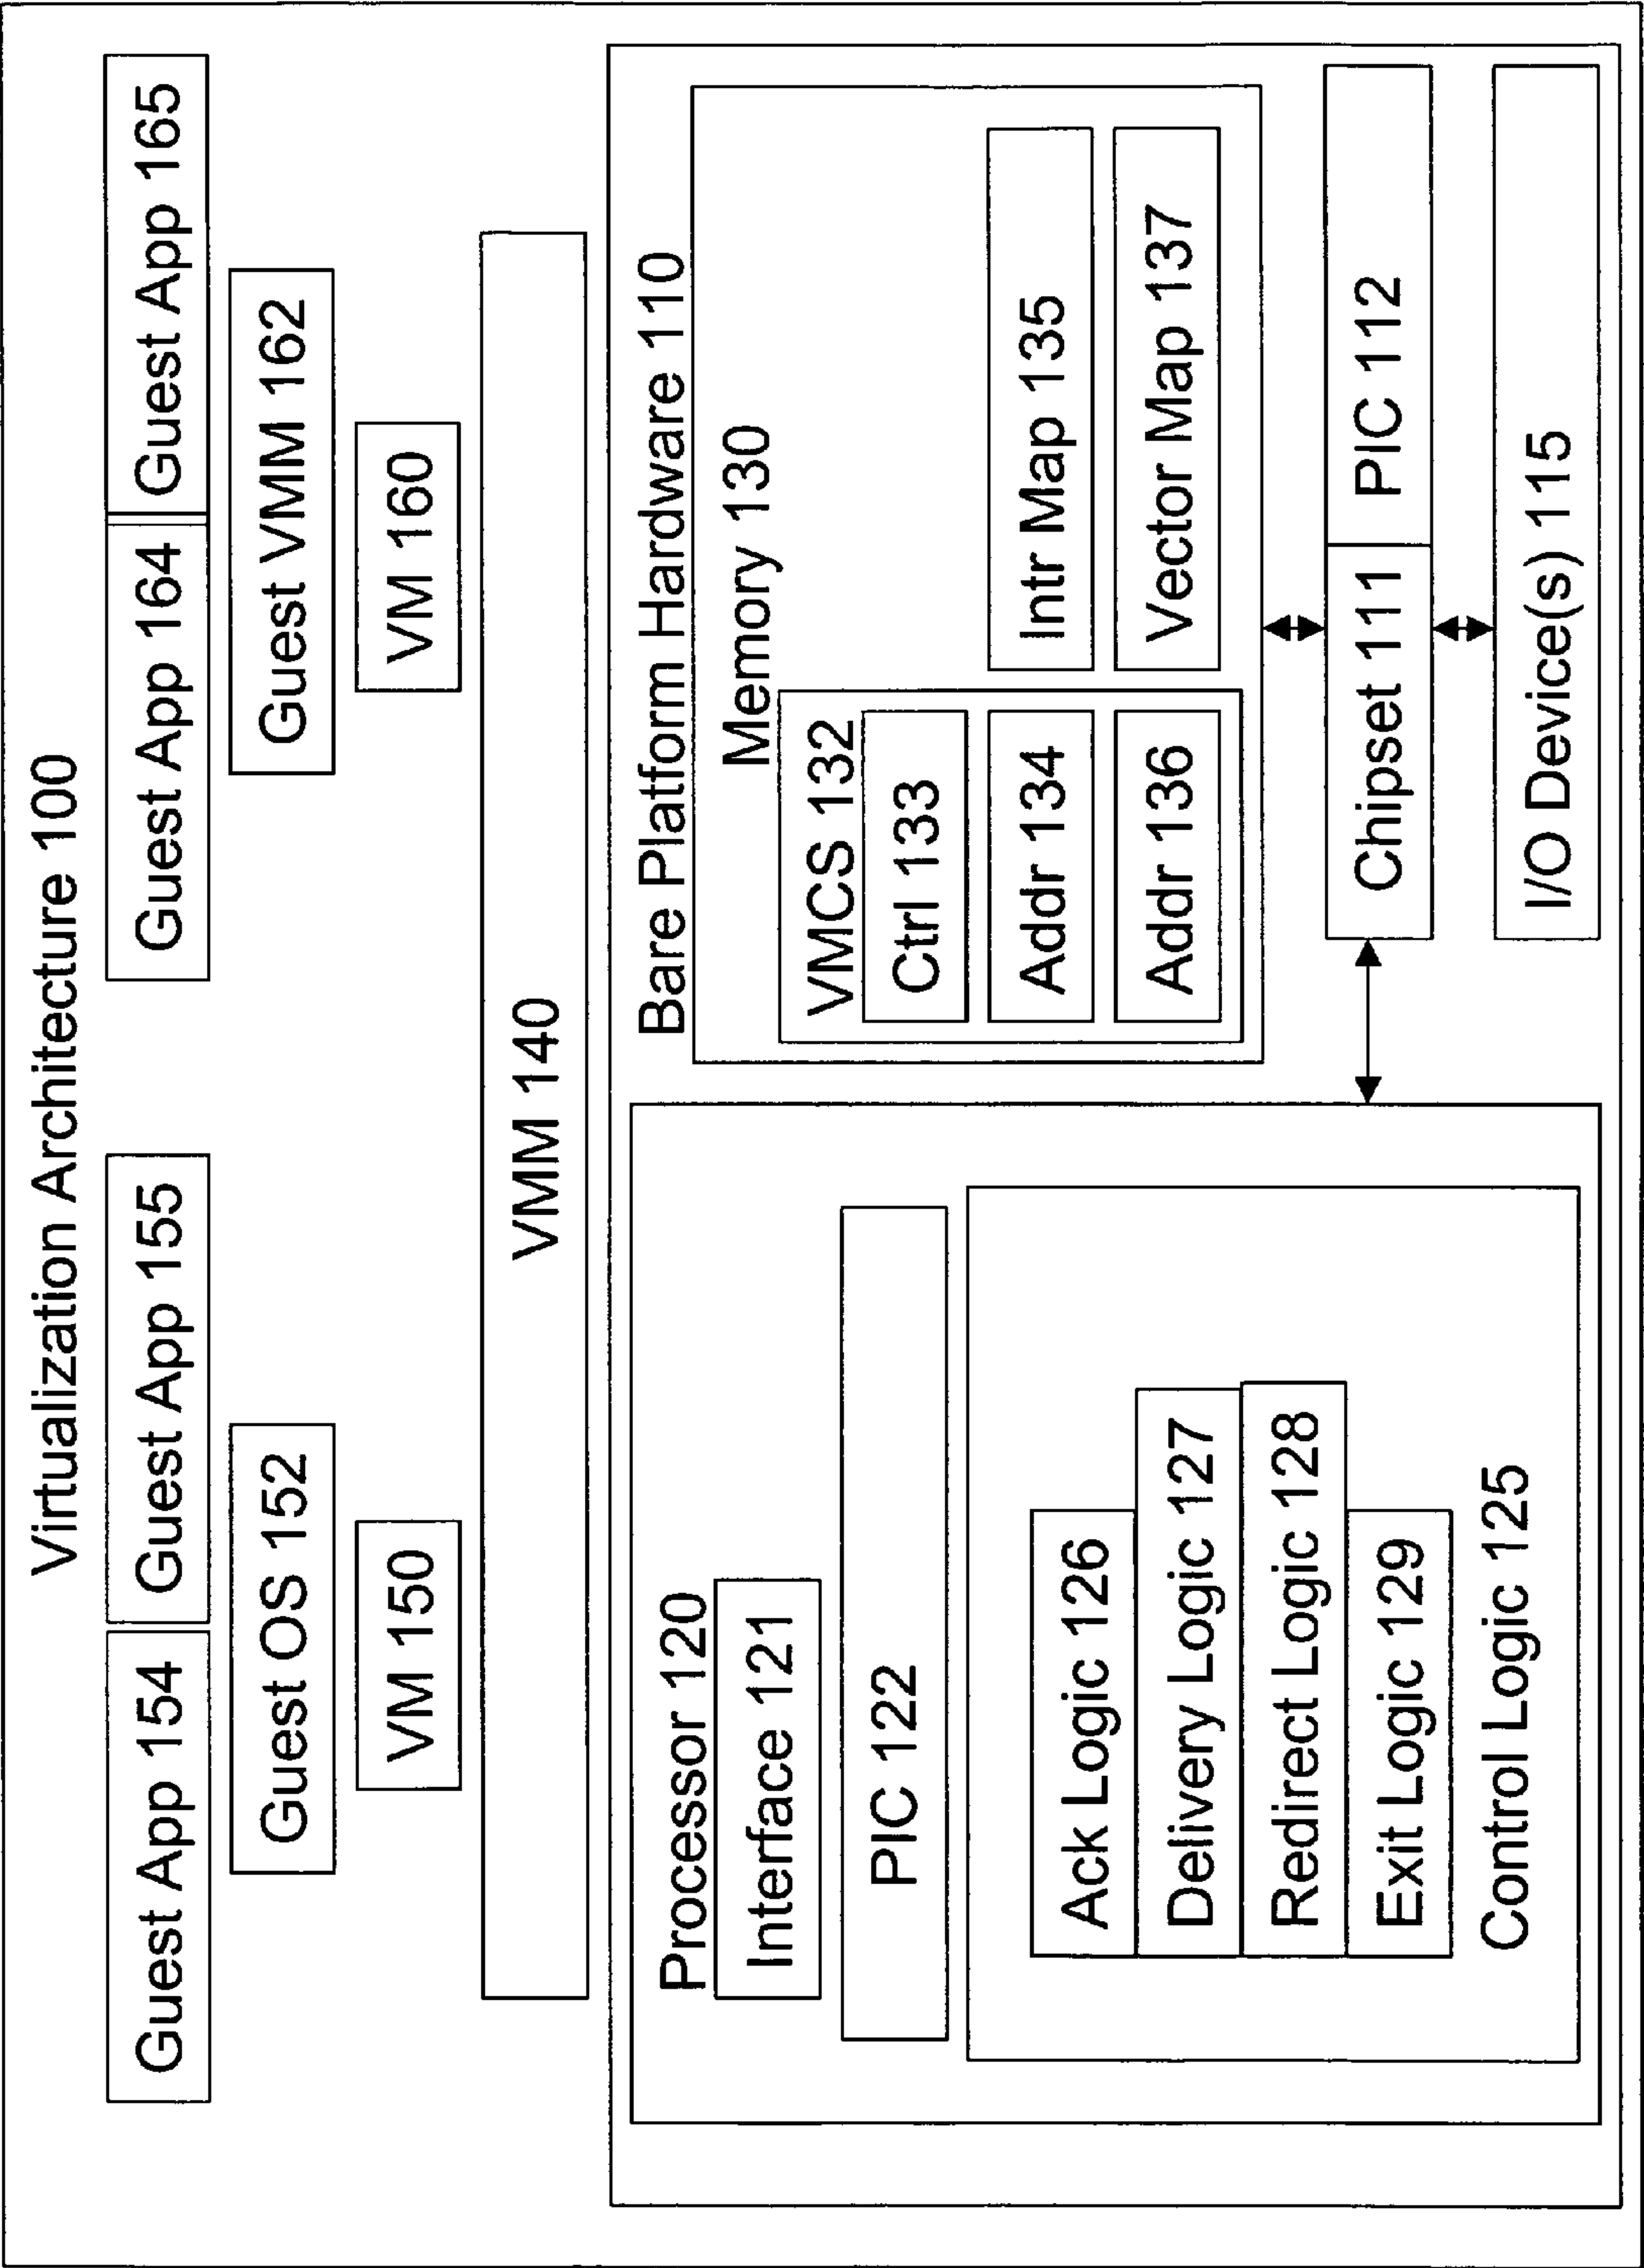 Virtualization Architecture 100
Guest App 154
Guest App 155
Guest App 164
Guest App 165
Guest OS 152
Guest VMM 162
VM 150
VM 160
VMM 140
Bare Platform Hardware 110
Processor 120
Interface 121
PIC 122
Ack Logic 126
Delivery Logic 127
Redirect Logic 128
Exit Logic 129
Control Logic 125
Memory 130
VMCS 132
Ctrl 133
Addr 134
Intr Map 135
Addr 136
Vector Map 137
Chipset 111
PIC 112
I/O Device(s) 115